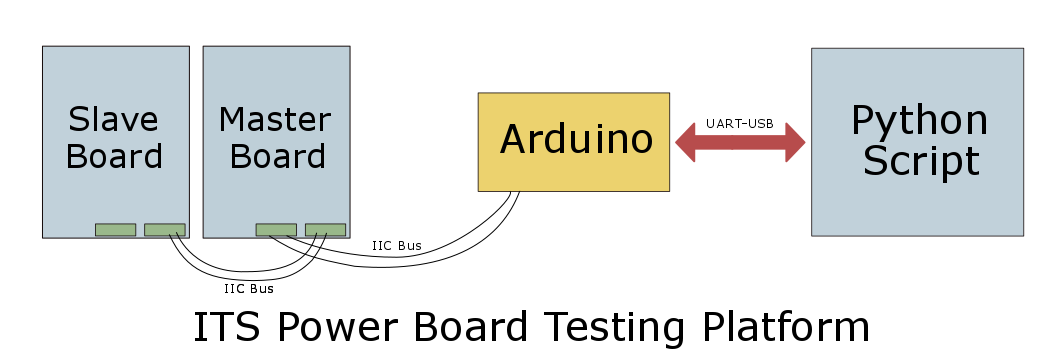 Slave
Board
Master
Board
Arduino
UART-USB
Python
Script
IIC Bus
IIC Bus
ITS Power Board Testing Platform